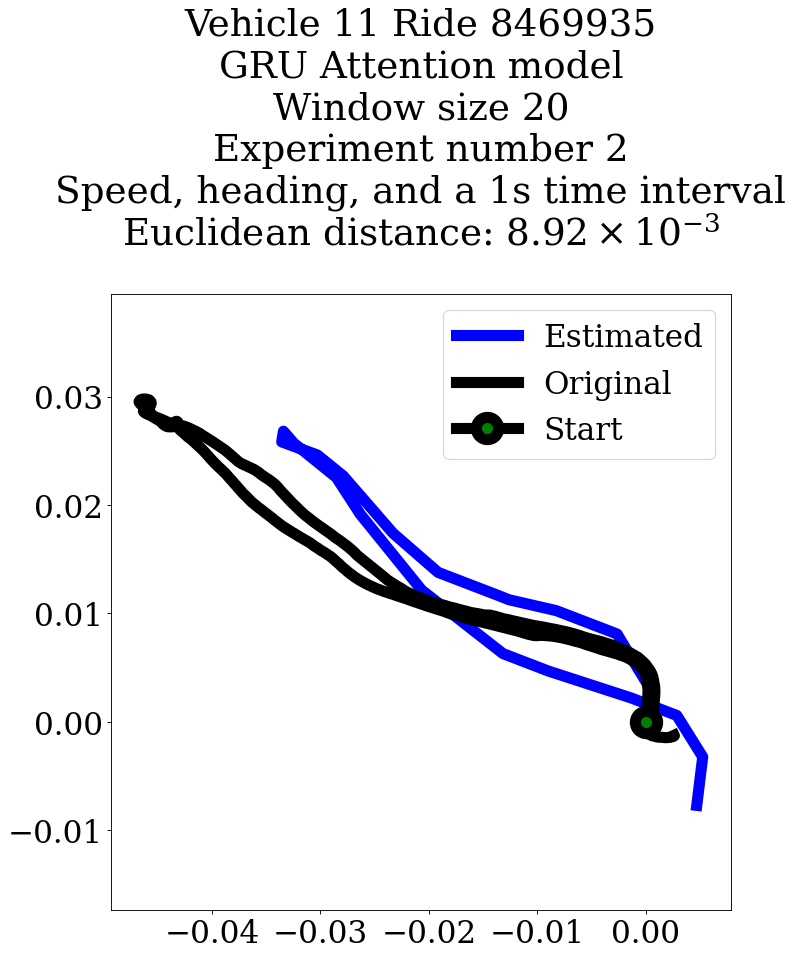 Vehicle 11 Ride 8469935
GRU Attention model
Window size 20
Experiment number 2
Speed, heading, and a 1s time interval
Euclidean distance: 8.92 × 10⁻³
Estimated
Original
Start
0.03
0.02
0.01
0.00
−0.01
−0.04 −0.03 −0.02 −0.01 0.00